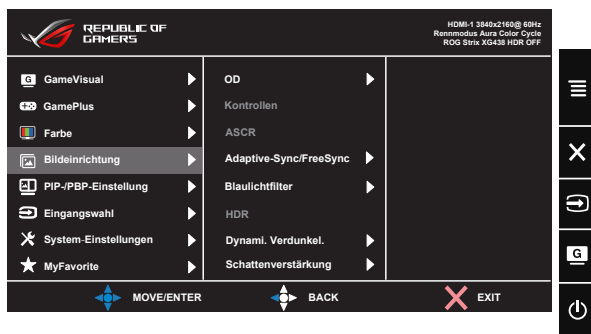 REPUBLIC OF
GAMERS
HDMI-1 3840x2160@ 60Hz
Rennmodus Aura Color Cycle
ROG Strix XG438 HDR OFF
G GameVisual
GamePlus
Farbe
Bildeinrichtung
PIP-/PBP-Einstellung
Eingangswahl
System-Einstellungen
MyFavorite
OD
Kontrollen
ASCR
Adaptive-Sync/FreeSync
Blaulichtfilter
HDR
Dynami. Verdunkel.
Schattenverstärkung
MOVE/ENTER
BACK
EXIT
G